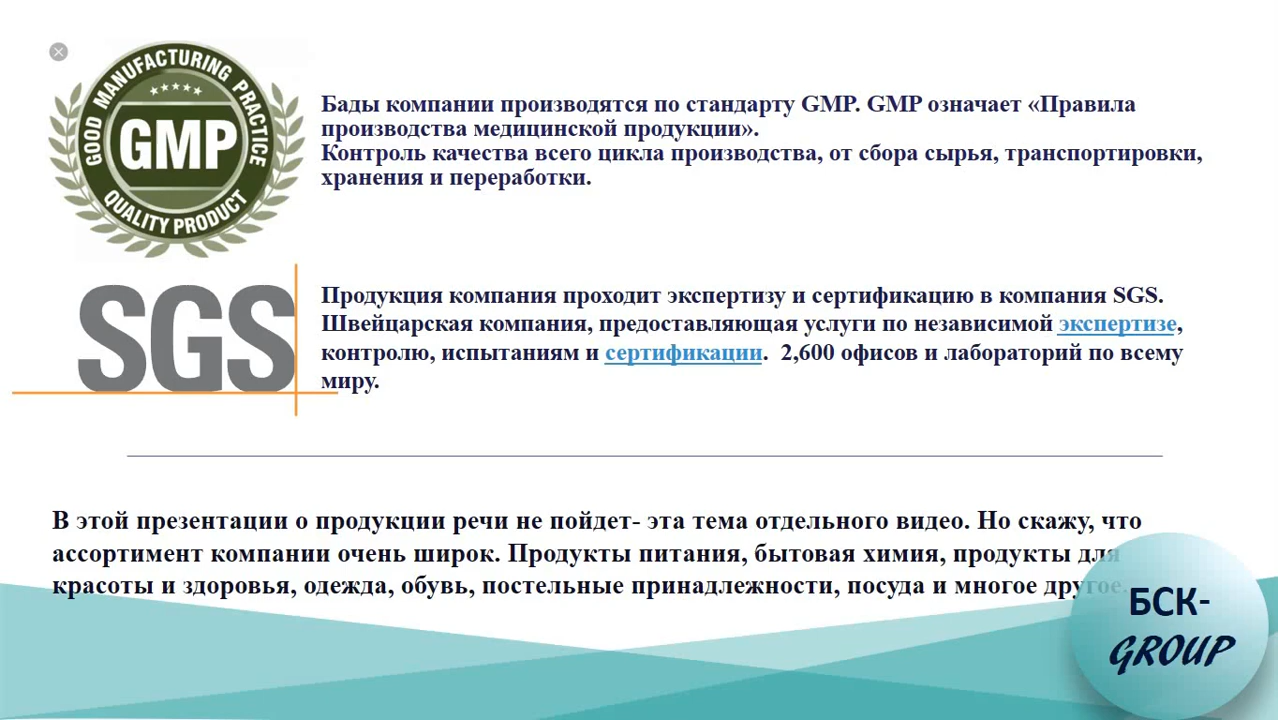 GOOD MANUFACTURING PRACTICE
GMP
QUALITY PRODUCT
Бады компании производятся по стандарту GMP. GMP означает «Правила
производства медицинской продукции».
Контроль качества всего цикла производства, от сбора сырья, транспортировки,
хранения и переработки.
SGS
Продукция компания проходит экспертизу и сертификацию в компания SGS.
Швейцарская компания, предоставляющая услуги по независимой экспертизе,
контролю, испытаниям и сертификации. 2,600 офисов и лабораторий по всему
миру.
В этой презентации о продукции речи не пойдет- эта тема отдельного видео. Но скажу, что
ассортимент компании очень широк. Продукты питания, бытовая химия, продукты для
красоты и здоровья, одежда, обувь, постельные принадлежности, посуда и многое другое.
БСК-
GROUP